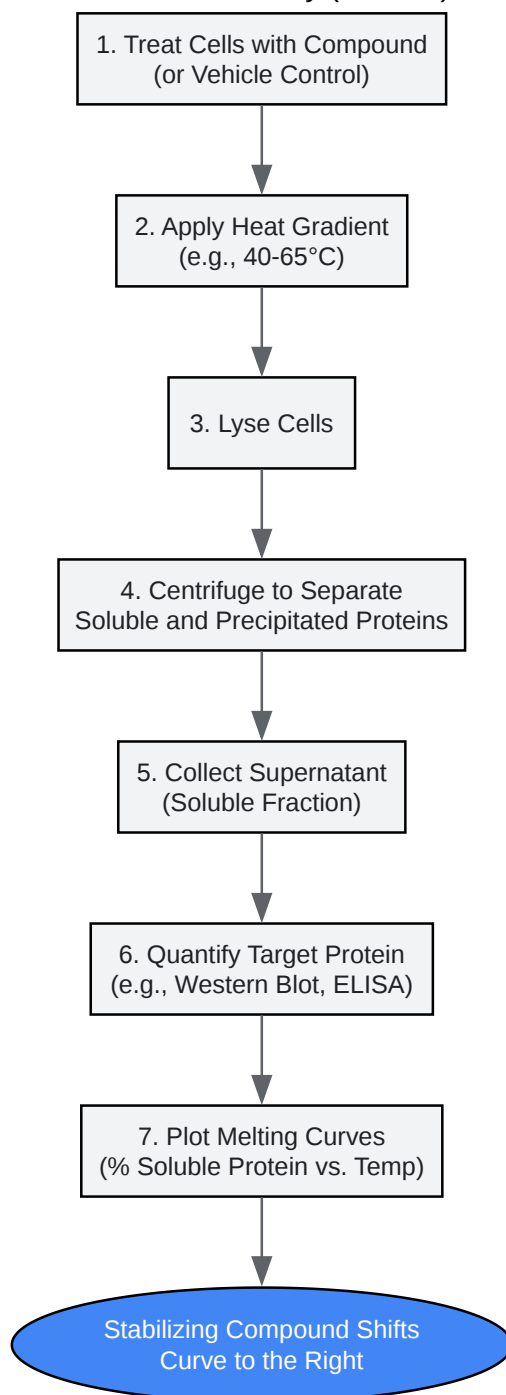 1. Treat Cells with Compound
(or Vehicle Control)
2. Apply Heat Gradient
(e.g., 40-65°C)
3. Lyse Cells
4. Centrifuge to Separate
Soluble and Precipitated Proteins
5. Collect Supernatant
(Soluble Fraction)
6. Quantify Target Protein
(e.g., Western Blot, ELISA)
7. Plot Melting Curves
(% Soluble Protein vs. Temp)
Stabilizing Compound Shifts
Curve to the Right